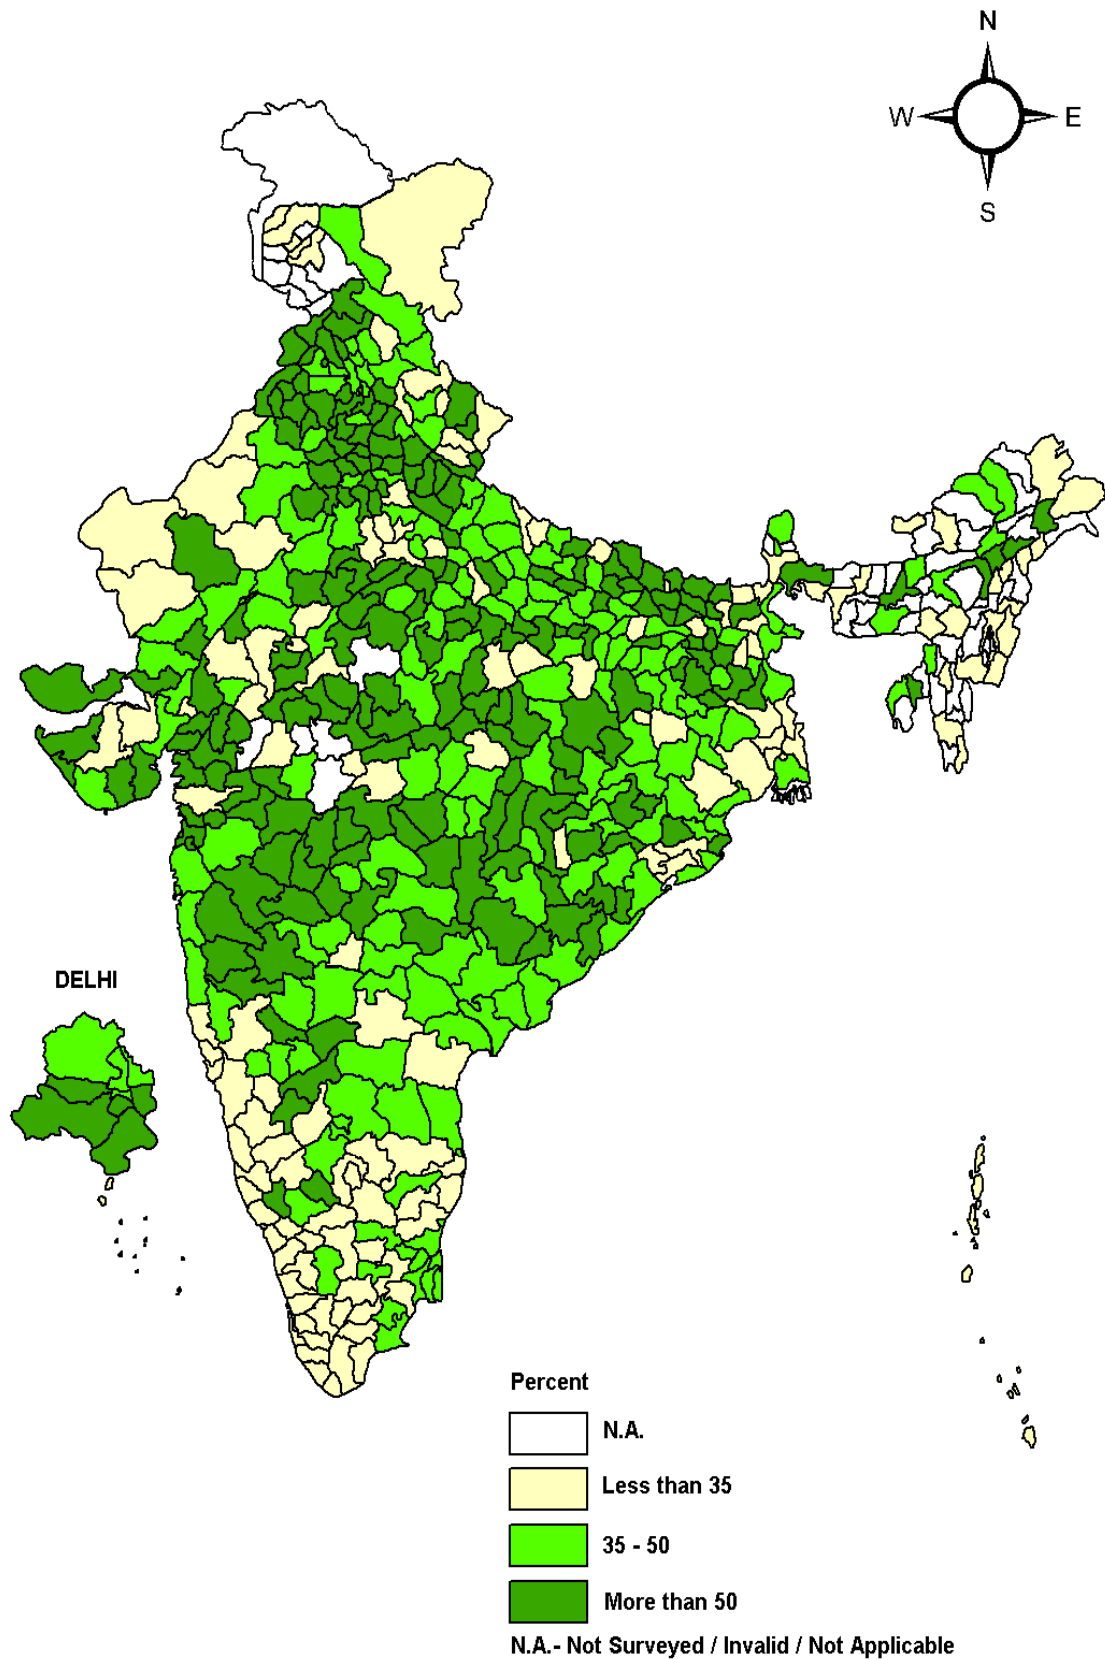 N
W E
S
DELHI
Percent
N.A.
Less than 35
35 - 50
More than 50
N.A.- Not Surveyed / Invalid / Not Applicable